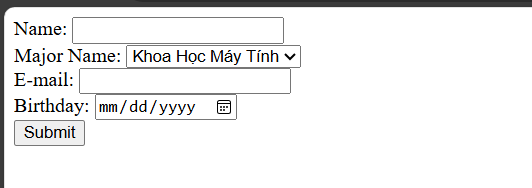 Name:
Major Name: Khoa Học Máy Tính
E-mail:
Birthday: mm/dd/yyyy
Submit